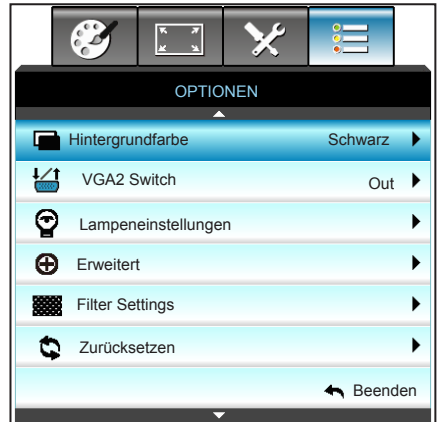 OPTIONEN
Hintergrundfarbe Schwarz
VGA2 Switch Out
Lampeneinstellungen
Erweitert
Filter Settings
Zurücksetzen
Beenden